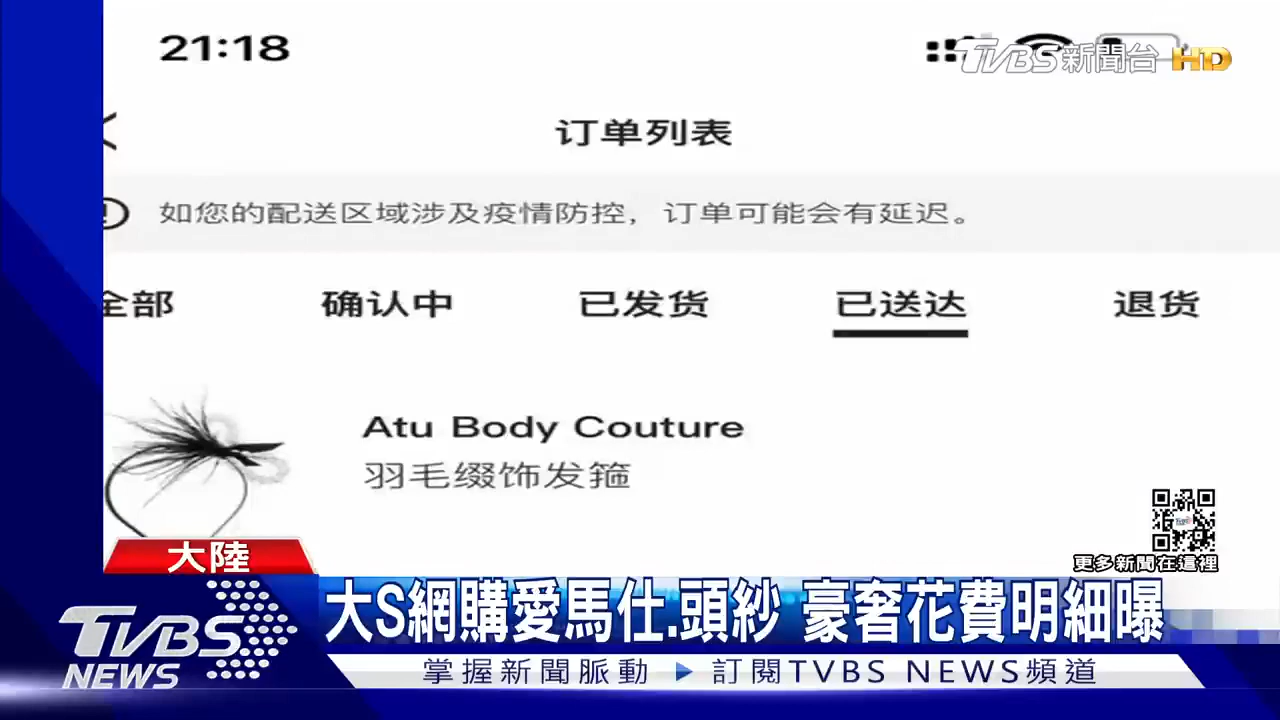 21:18
TVBS新聞台 HD
订单列表
如您的配送区域涉及疫情防控，订单可能会有延迟。
全部 确认中 已发货 已送达 退货
Atu Body Couture
羽毛缀饰发箍
更多新聞在這裡
大陸
大S網購愛馬仕.頭紗 豪奢花費明細曝
TVBS NEWS
掌握新聞脈動 ▶ 訂閱TVBS NEWS頻道